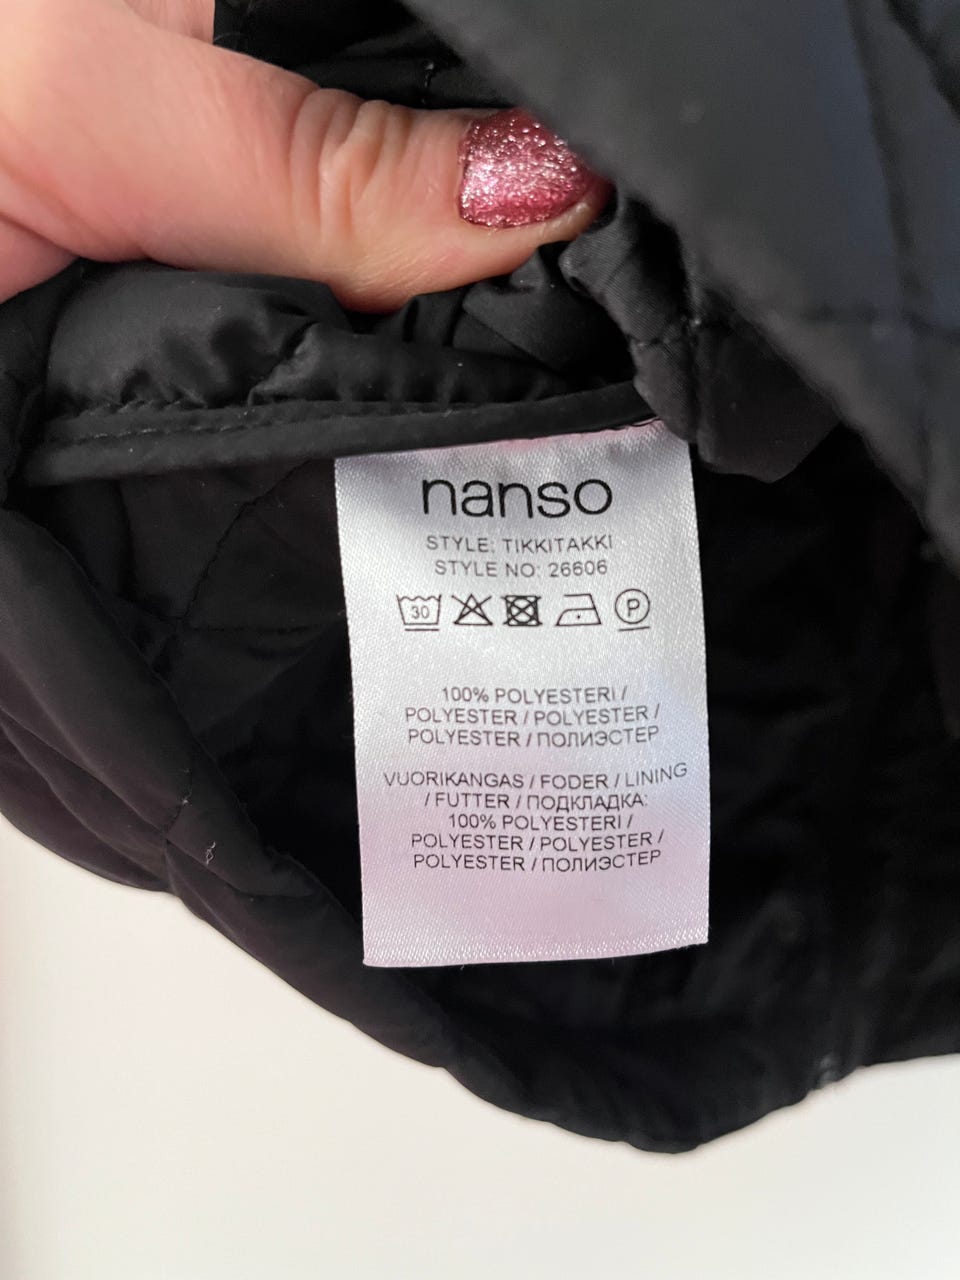 nanso
STYLE: TIKKITAKKI
STYLE NO: 26606
30 P
100% POLYESTERI /
POLYESTER / POLYESTER /
POLYESTER / ПОЛИЭСТЕР
VUORIKANGAS / FODER / LINING
/ FUTTER / ПОДКЛАДКА:
100% POLYESTERI /
POLYESTER / POLYESTER /
POLYESTER / ПОЛИЭСТЕР